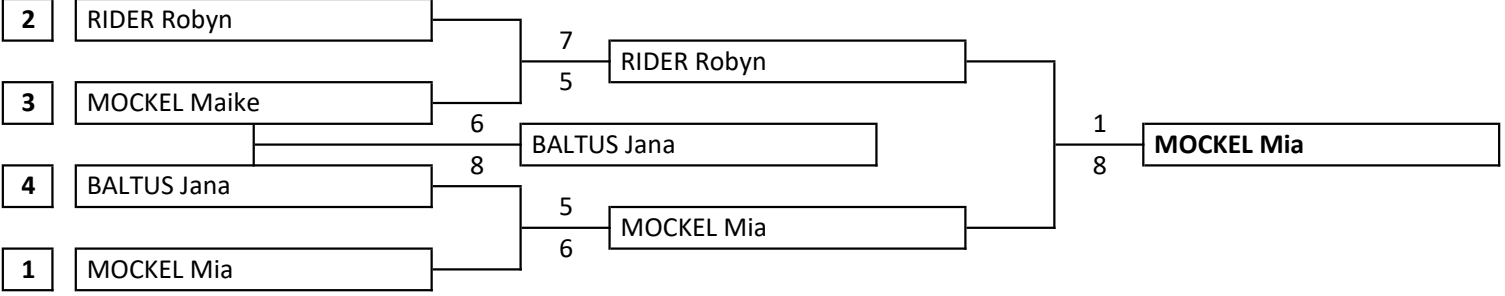 2 RIDER Robyn
7
RIDER Robyn
5
3 MOCKEL Maike
6
BALTUS Jana
8
1
MOCKEL Mia
8
4 BALTUS Jana
5
MOCKEL Mia
6
1 MOCKEL Mia